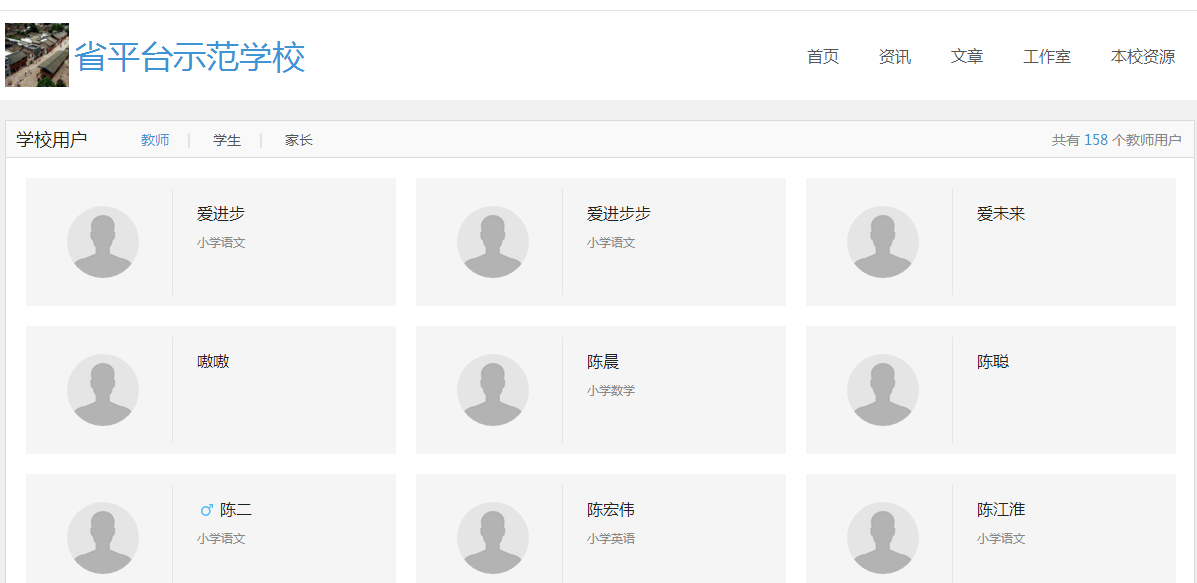 省平台示范学校
首页 资讯 文章 工作室 本校资源
学校用户 教师 学生 家长 共有 158 个教师用户
爱进步 爱进步步 爱未来
小学语文 小学语文
嗷嗷 陈晨 陈聪
小学数学
陈二 陈宏伟 陈江淮
小学语文 小学英语 小学语文